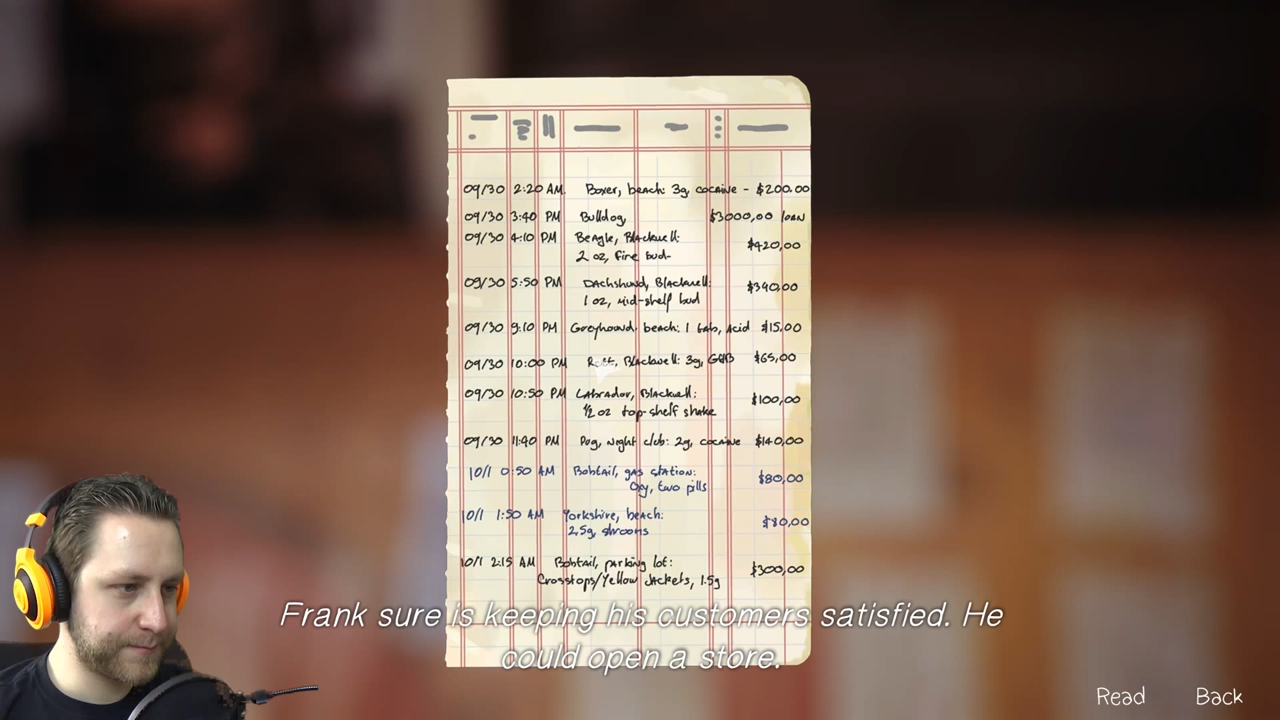 09/30 2:20 AM. Boxer, beach: 3g, cocaine - $200.00
09/30 3:40 PM Bulldog, $3000,00 loan
09/30 4:10 PM Beagle, Blackwell: $420,00
2 oz, fire bud-
09/30 5:50 PM Dachshund, Blackwell: $340,00
1 oz, mid-shelf bud
09/30 9:10 PM Greyhound, beach: 1 tab, acid $15,00
09/30 10:00 PM Rott, Blackwell: 3g, GHB $65,00
09/30 10:50 PM Labrador, Blackwell: $100,00
1/2 oz top-shelf shake
09/30 11:40 PM Pug, night club: 2g, cocaine $140,00
10/1 0:50 AM Bobtail, gas station: $80,00
Oxy, two pills
10/1 1:50 AM Yorkshire, beach:
2,5g, shrooms
10/1 2:15 AM Bobtail, parking lot: $300,00
Crosstops/Yellow Jackets, 1.5g
Frank sure is keeping his customers satisfied. He
could open a store.
Read Back